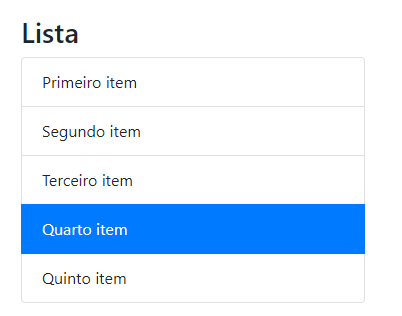 Lista
Primeiro item
Segundo item
Terceiro item
Quarto item
Quinto item